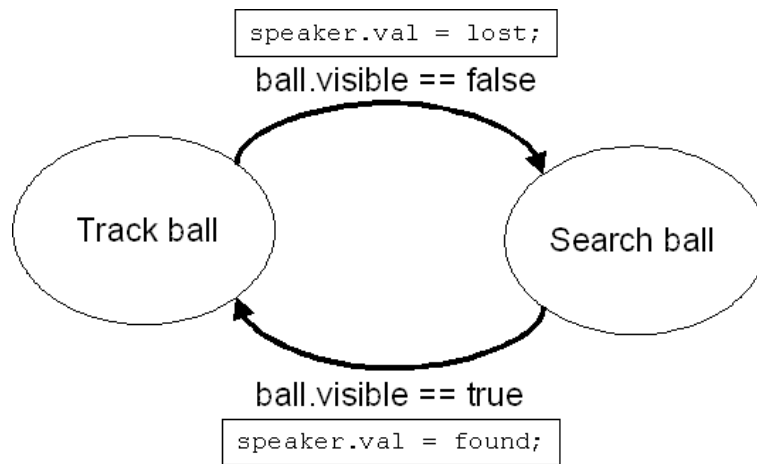 speaker.val = lost;
ball.visible == false
Track ball
Search ball
ball.visible == true
speaker.val = found;